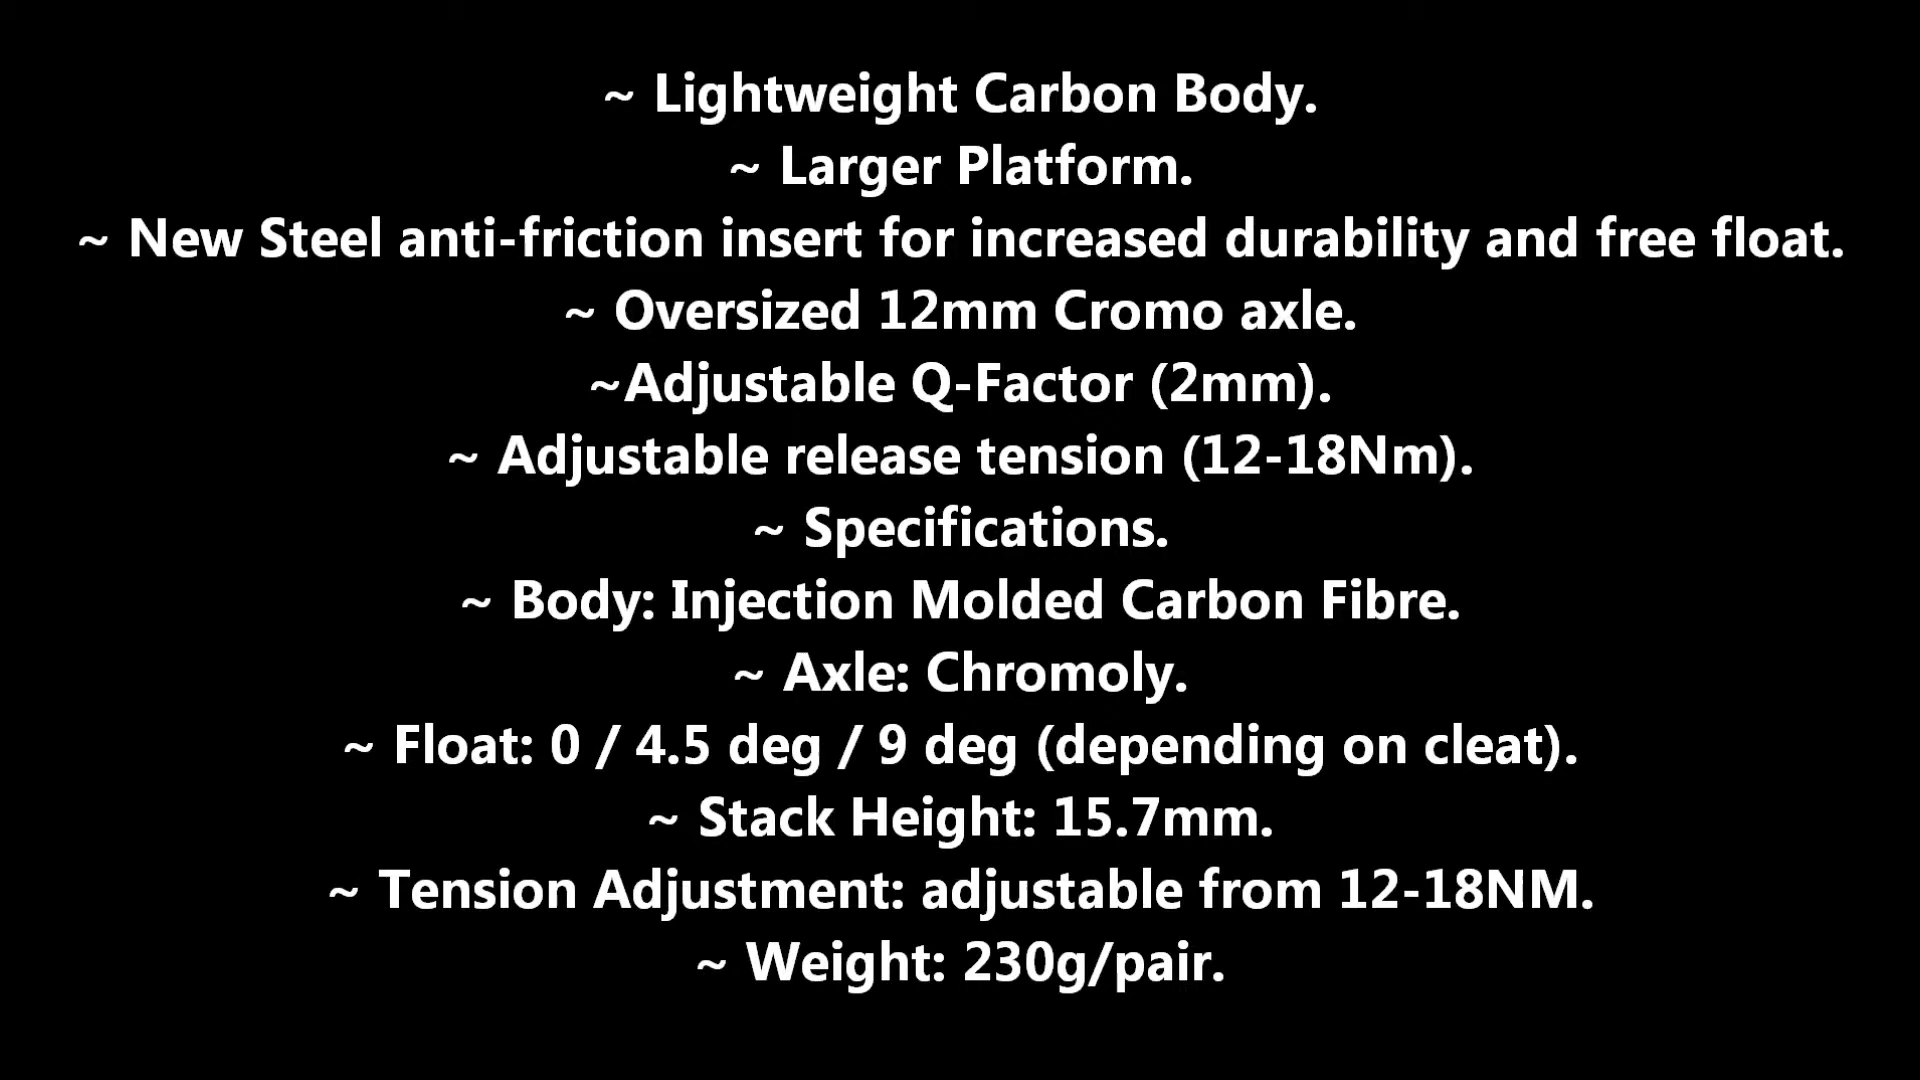 ~ Lightweight Carbon Body.
~ Larger Platform.
~ New Steel anti-friction insert for increased durability and free float.
~ Oversized 12mm Cromo axle.
~Adjustable Q-Factor (2mm).
~ Adjustable release tension (12-18Nm).
~ Specifications.
~ Body: Injection Molded Carbon Fibre.
~ Axle: Chromoly.
~ Float: 0 / 4.5 deg / 9 deg (depending on cleat).
~ Stack Height: 15.7mm.
~ Tension Adjustment: adjustable from 12-18NM.
~ Weight: 230g/pair.